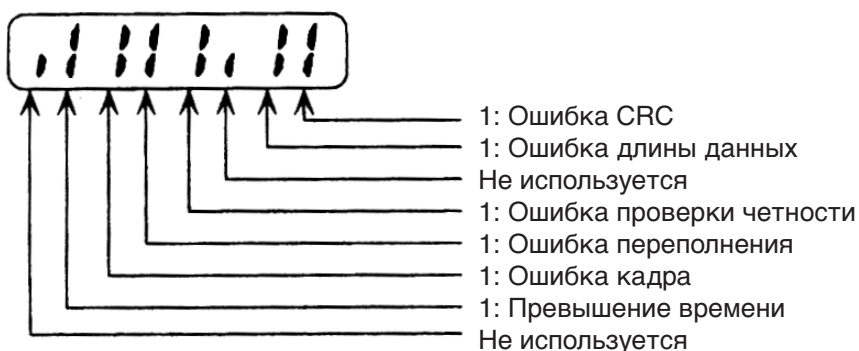 1: Ошибка CRC
1: Ошибка длины данных
Не используется
1: Ошибка проверки четности
1: Ошибка переполнения
1: Ошибка кадра
1: Превышение времени
Не используется